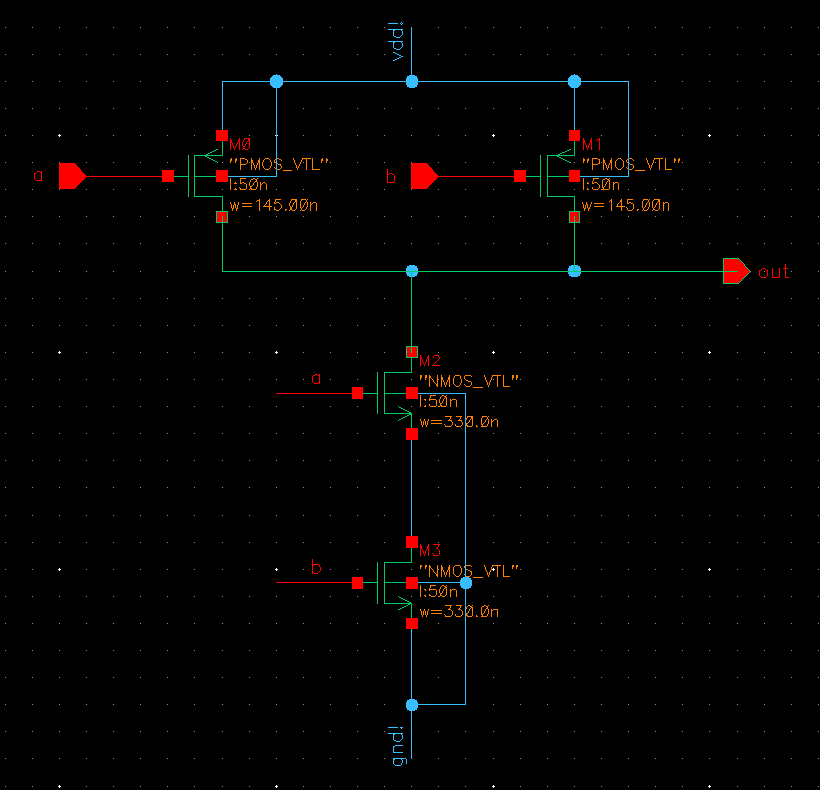 vdd!
M0
"PMOS_VTL"
l:50n
w=145.00n
a
M1
"PMOS_VTL"
l:50n
w=145.00n
b
out
M2
"NMOS_VTL"
l:50n
w=330.0n
a
M3
"NMOS_VTL"
l:50n
w=330.0n
b
gnd!